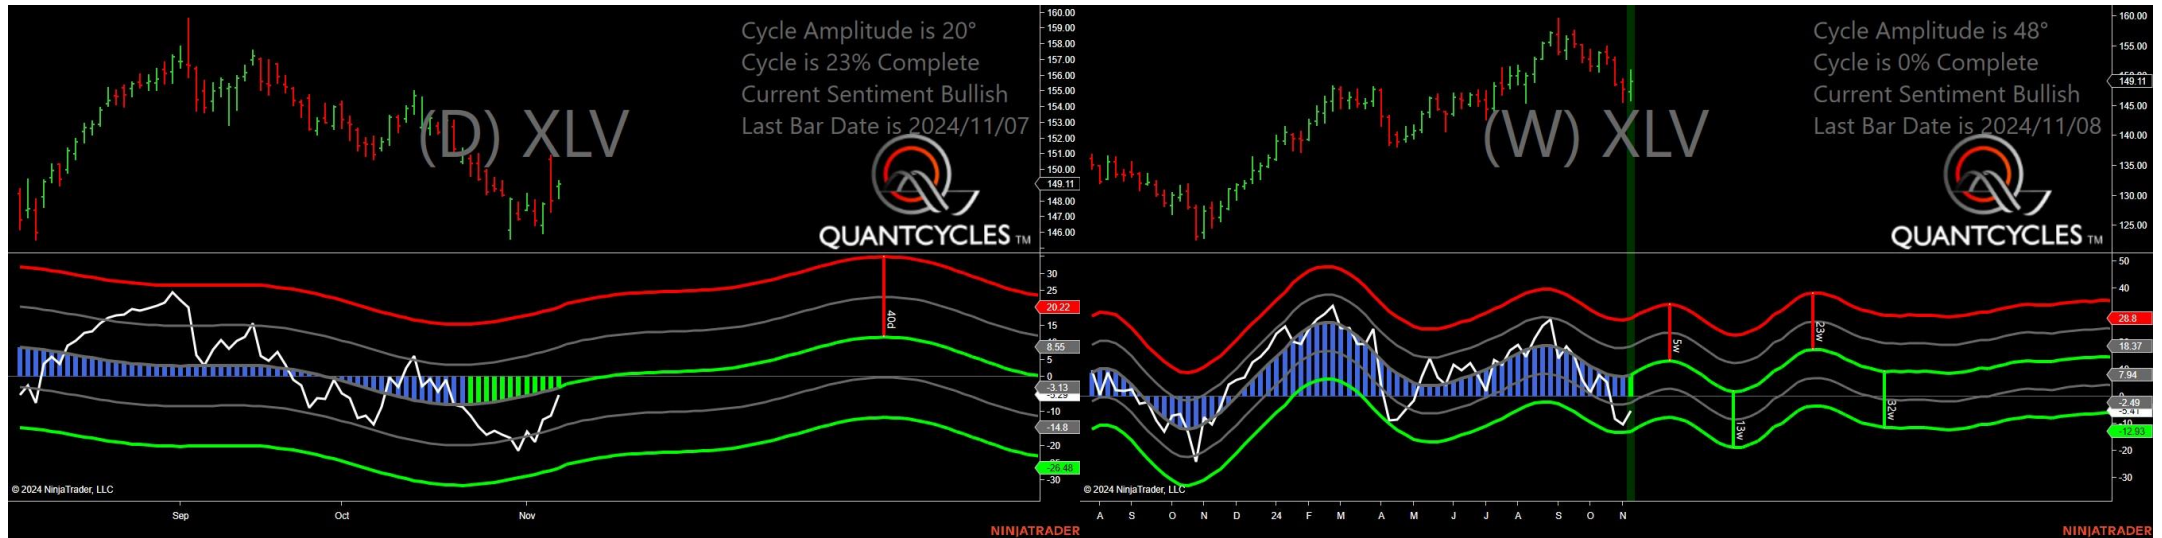 Cycle Amplitude is 20°
Cycle is 23% Complete
Current Sentiment Bullish
Last Bar Date is 2024/11/07
(D) XLV
QUANTCYCLES TM
160.00
159.00
158.00
157.00
156.00
155.00
154.00
153.00
152.00
151.00
150.00
149.11
148.00
147.00
146.00
40d
30
25
20.22
15
8.55
5
0
-3.13
-5.29
-10
-14.8
-20
-26.48
-30
© 2024 NinjaTrader, LLC
Sep Oct Nov
NINJATRADER
Cycle Amplitude is 48°
Cycle is 0% Complete
Current Sentiment Bullish
Last Bar Date is 2024/11/08
(W) XLV
QUANTCYCLES TM
160.00
155.00
149.11
145.00
140.00
135.00
130.00
125.00
5w
13w
23w
32w
50
40
28.8
18.37
7.94
-2.49
-5.41
-12.93
-20
-30
© 2024 NinjaTrader, LLC
A S O N D 24 F M A M J J A S O N
NINJATRADER